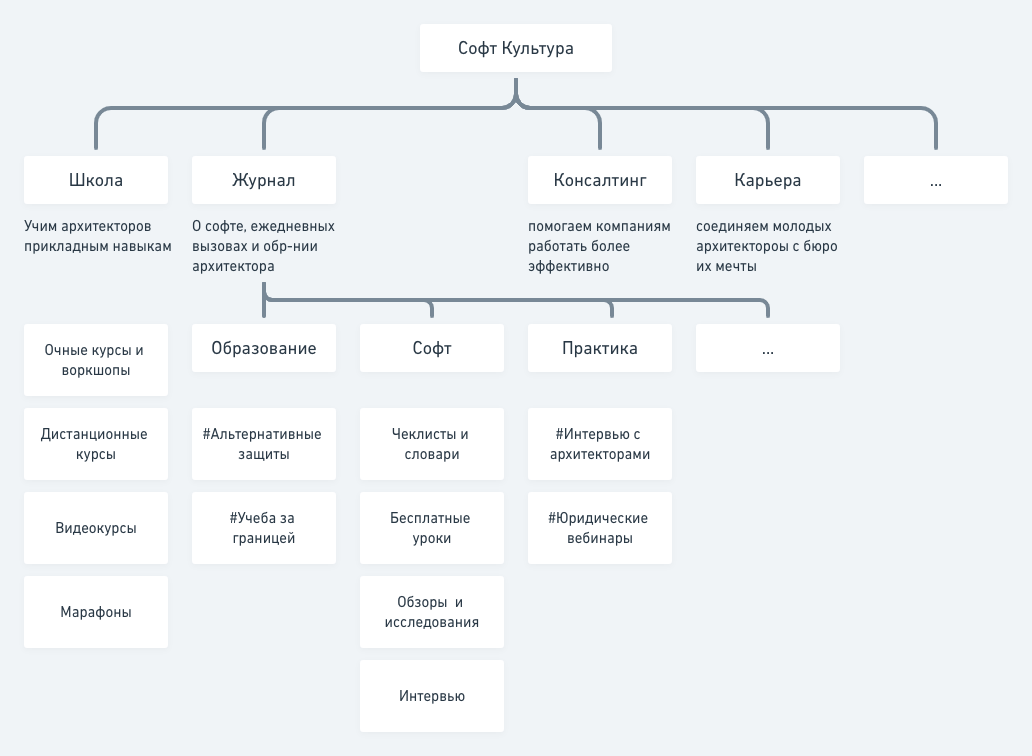 Софт Культура
Школа
Журнал
Консалтинг
Карьера
...
Учим архитекторов
прикладным навыкам
О софте, ежедневных
вызовах и обр-нии
архитектора
помогаем компаниям
работать более
эффективно
соединяем молодых
архитектороы с бюро
их мечты
Очные курсы и
воркшопы
Образование
Софт
Практика
...
Дистанционные
курсы
#Альтернативные
защиты
Чеклисты и
словари
#Интервью с
архитекторами
Видеокурсы
#Учеба за
границей
Бесплатные
уроки
#Юридические
вебинары
Марафоны
Обзоры и
исследования
Интервью